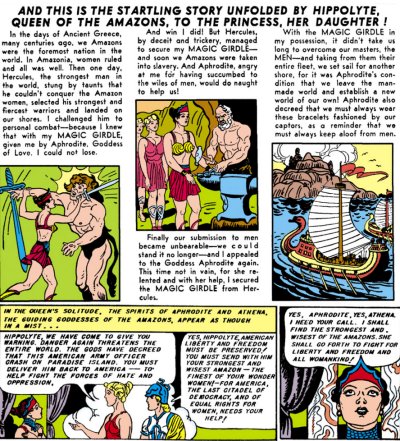 AND THIS IS THE STARTLING STORY UNFOLDED BY HIPPOLYTE,
QUEEN OF THE AMAZONS, TO THE PRINCESS, HER DAUGHTER!
In the days of Ancient Greece,
many centuries ago, we Amazons
were the foremost nation in the
world. In Amazonia, women ruled
and all was well. Then one day,
Hercules, the strongest man in
the world, stung by taunts that
he couldn't conquer the Amazon
women, selected his strongest and
fiercest warriors and landed on
our shores. I challenged him to
personal combat—because I knew
that with my MAGIC GIRDLE,
given me by Aphrodite, Goddess
of Love, I could not lose.
And win I did! But Hercules,
by deceit and trickery, managed
to secure my MAGIC GIRDLE—
and soon we Amazons were taken
into slavery. And Aphrodite, angry
at me for having succumbed to
the wiles of men, would do naught
to help us!
Finally our submission to men
became unbearable—we could
stand it no longer—and I appealed
to the Goddess Aphrodite again.
This time not in vain, for she re-
lented and with her help, I secured
the MAGIC GIRDLE from Her-
cules.
With the MAGIC GIRDLE in
my possession, it didn't take us
long to overcome our masters, the
MEN—and taking from them their
entire fleet, we set sail for another
shore, for it was Aphrodite's con-
dition that we leave the man-
made world and establish a new
world of our own! Aphrodite also
decreed that we must always wear
these bracelets fashioned by our
captors, as a reminder that we
must always keep aloof from men.
IN THE QUEEN'S SOLITUDE, THE SPIRITS OF APHRODITE AND ATHENA,
THE GUIDING GODDESSES OF THE AMAZONS, APPEAR AS THOUGH
IN A MIST...
HIPPOLYTE, WE HAVE COME TO GIVE YOU
WARNING. DANGER AGAIN THREATENS THE
ENTIRE WORLD. THE GODS HAVE DECREED
THAT THIS AMERICAN ARMY OFFICER
CRASH ON PARADISE ISLAND. YOU MUST
DELIVER HIM BACK TO AMERICA—TO
HELP FIGHT THE FORCES OF HATE AND
OPPRESSION.
YES, HIPPOLYTE, AMERICAN
LIBERTY AND FREEDOM
MUST BE PRESERVED!
YOU MUST SEND WITH HIM
YOUR STRONGEST AND
WISEST AMAZON—THE
FINEST OF YOUR WONDER
WOMEN!—FOR AMERICA,
THE LAST CITADEL OF
DEMOCRACY, AND OF
EQUAL RIGHTS FOR
WOMEN, NEEDS YOUR
HELP!
YES, APHRODITE, YES, ATHENA.
I HEED YOUR CALL. I SHALL
FIND THE STRONGEST AND
WISEST OF THE AMAZONS. SHE
SHALL GO FORTH TO FIGHT FOR
LIBERTY AND FREEDOM AND
ALL WOMANKIND!